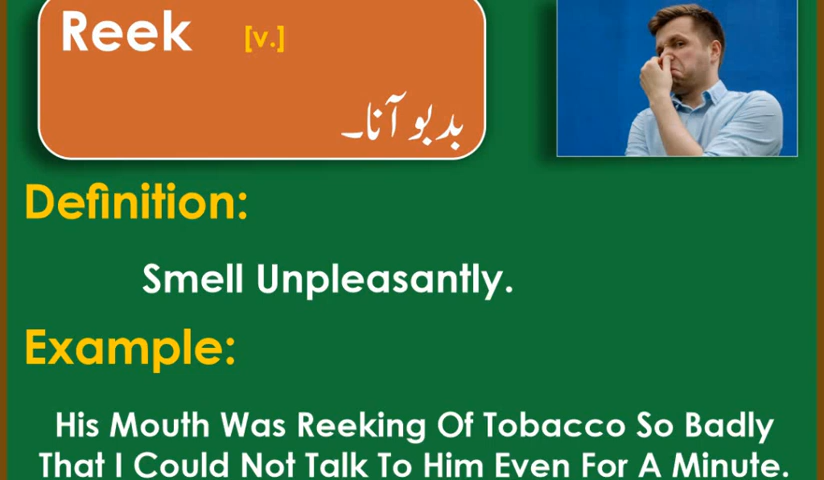 Reek [v.]
بدبو آنا۔
Definition:
Smell Unpleasantly.
Example:
His Mouth Was Reeking Of Tobacco So Badly
That I Could Not Talk To Him Even For A Minute.